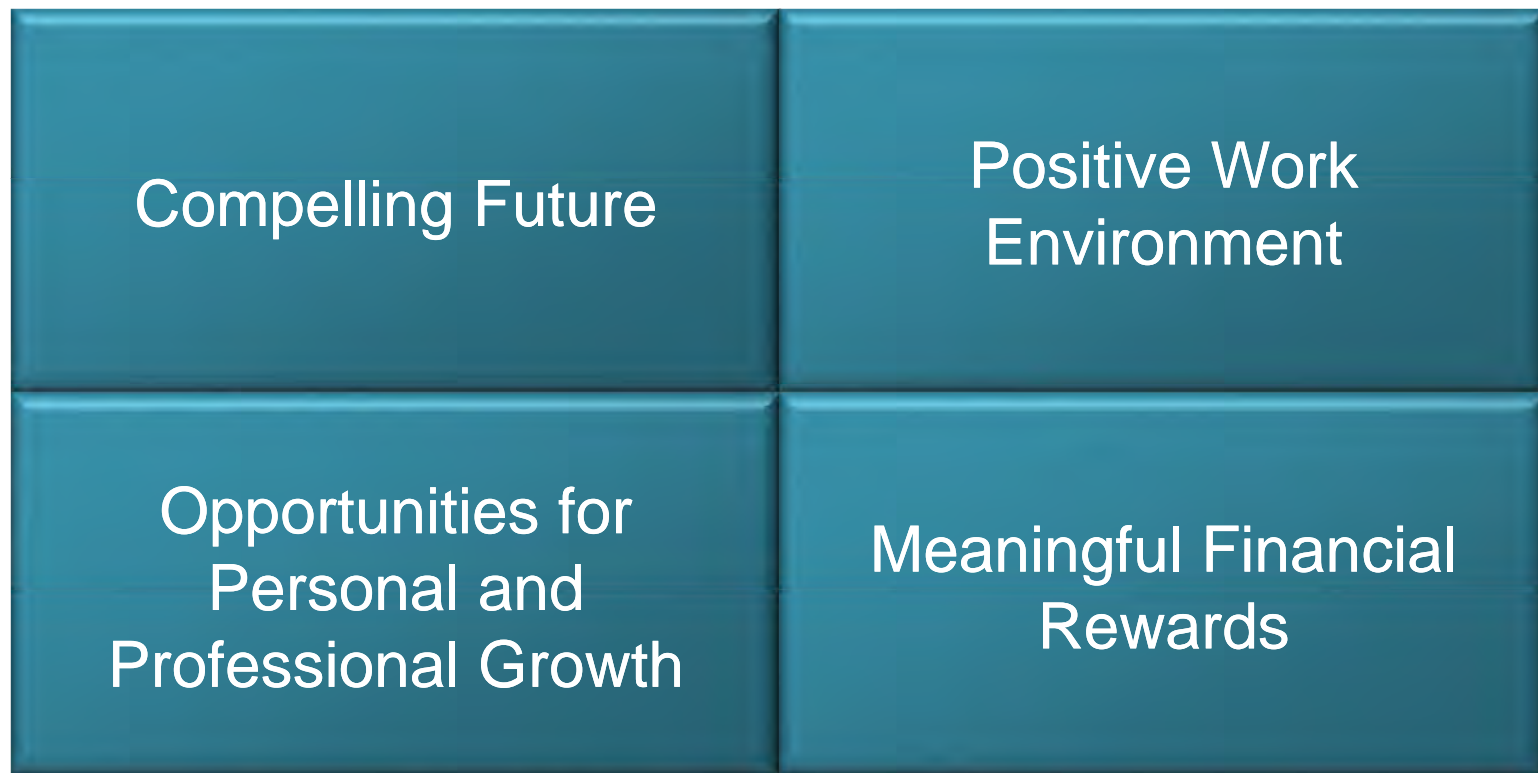 Compelling Future
Positive Work
Environment
Opportunities for
Personal and
Professional Growth
Meaningful Financial
Rewards